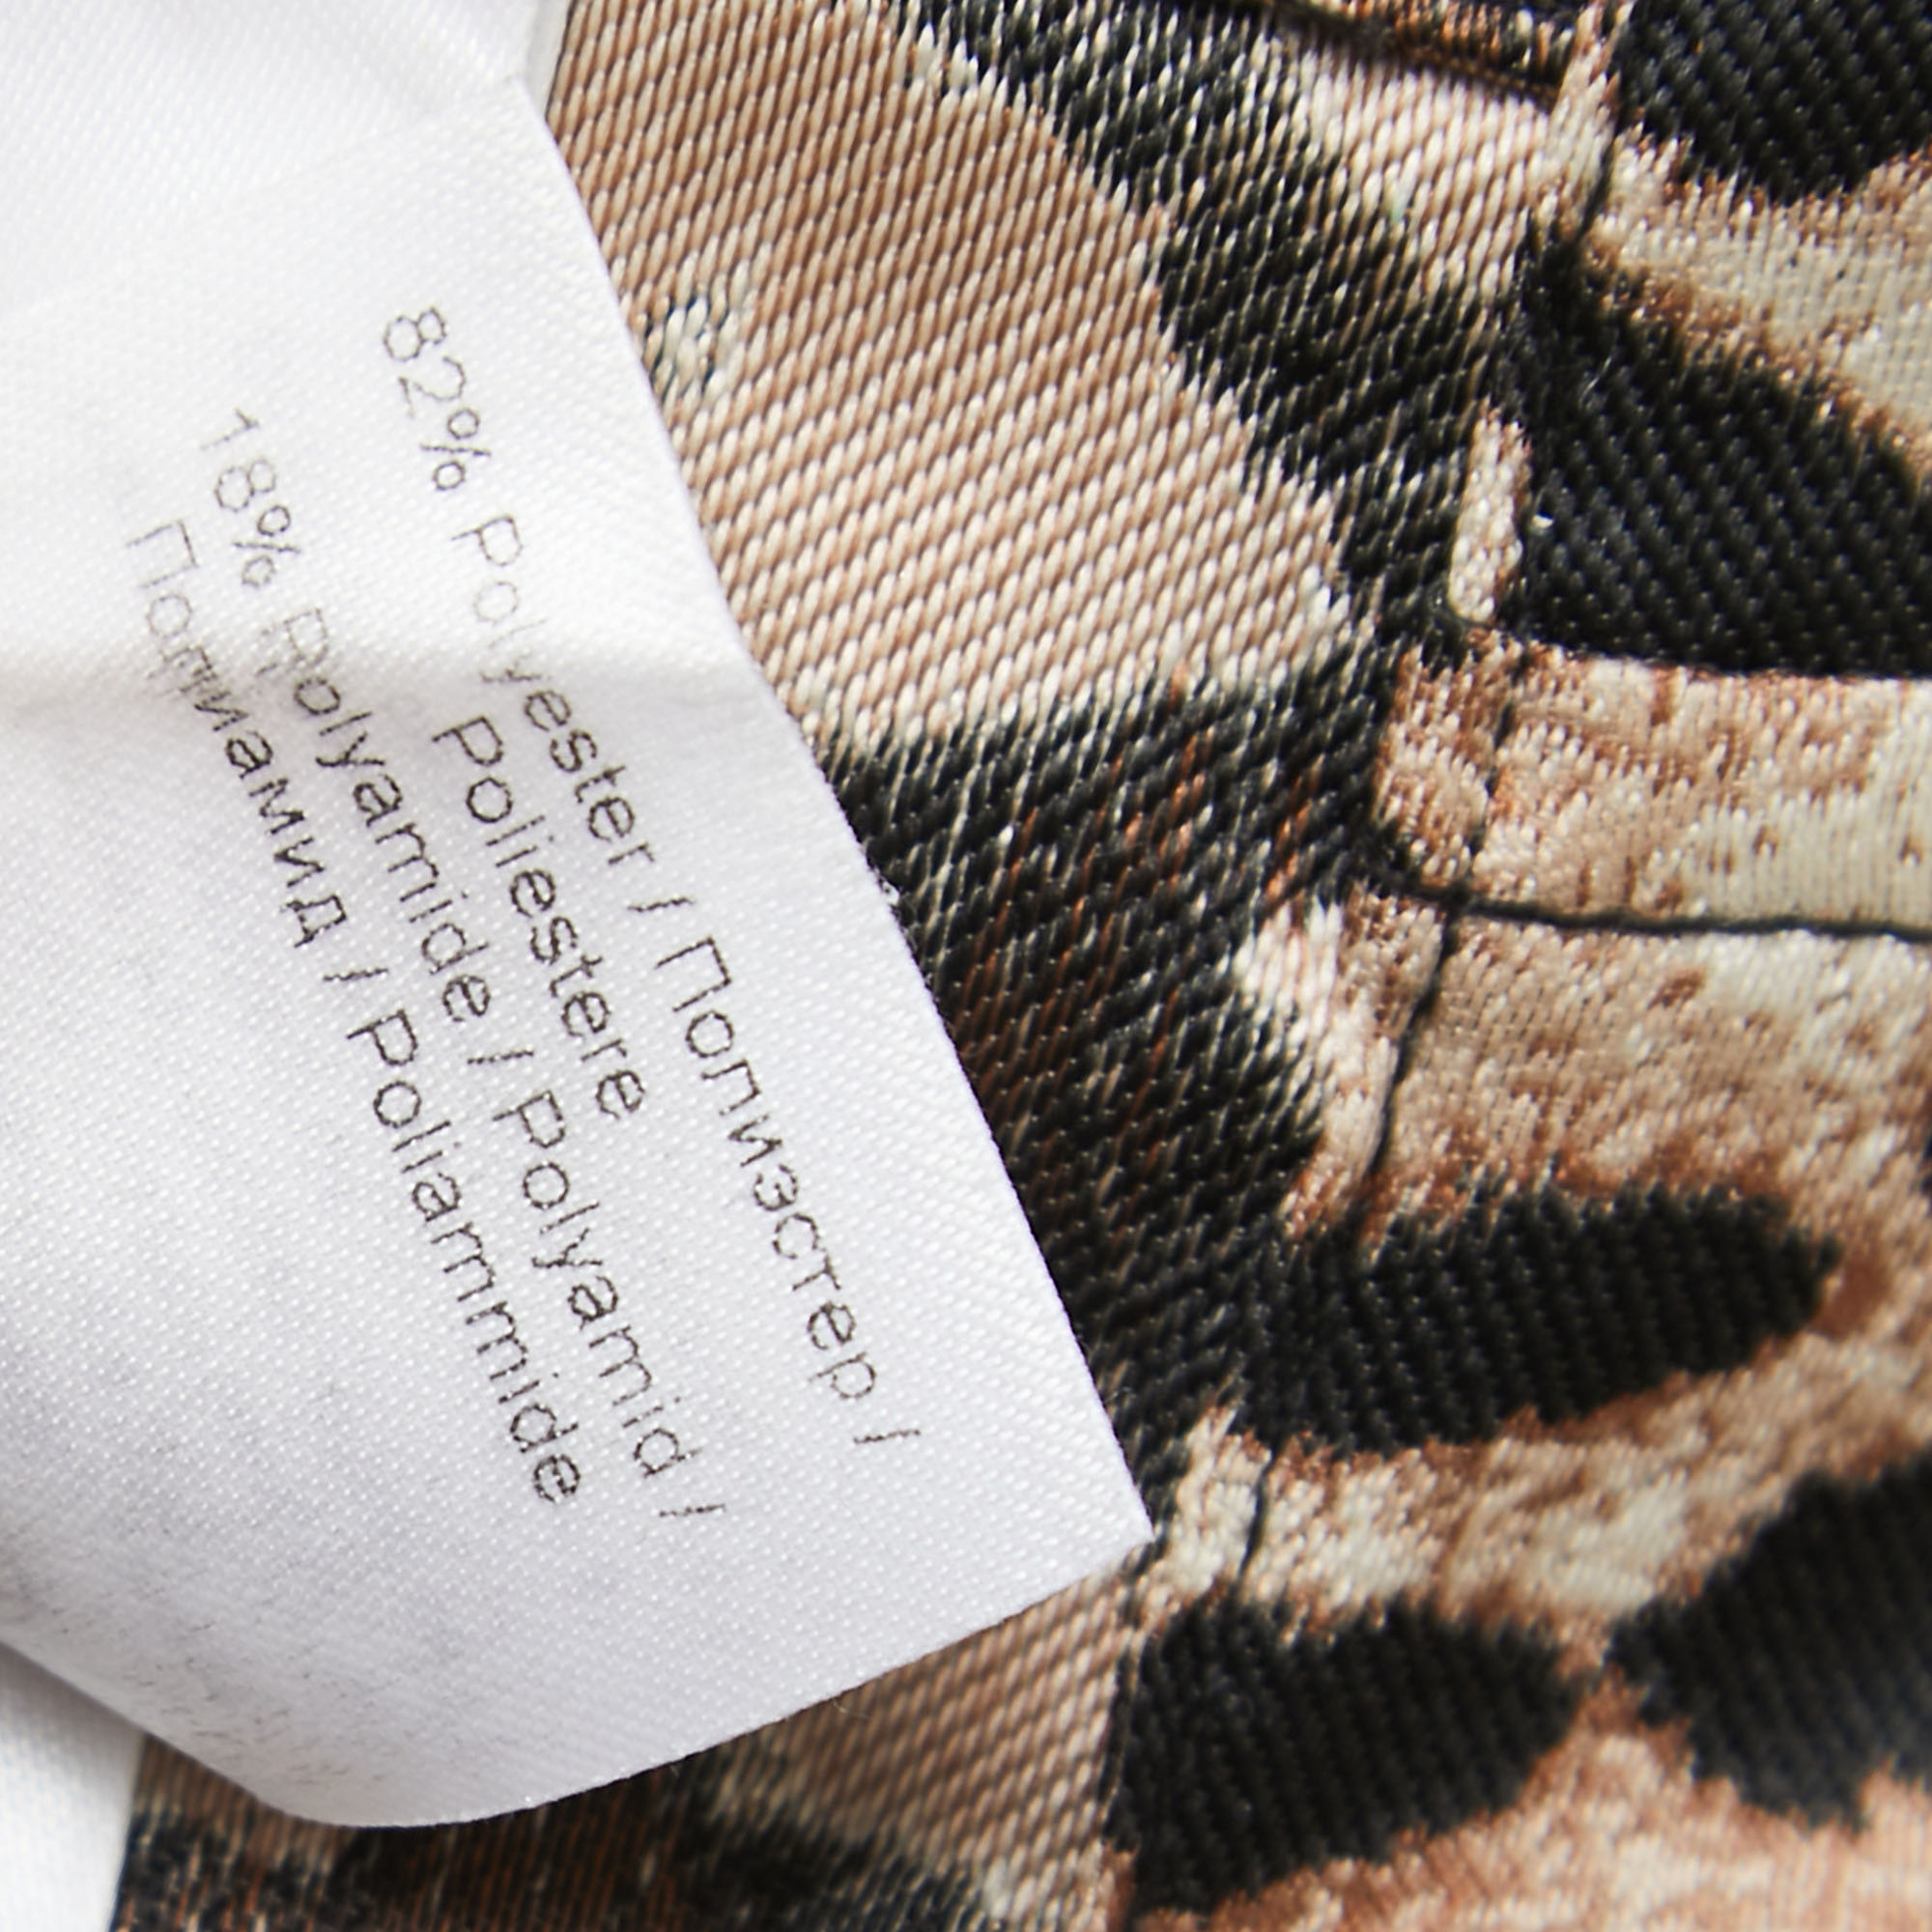 82% Polyester / Полиэстер /
Poliestere
18% Polyamide / Polyamid /
Полиамид / Poliammide